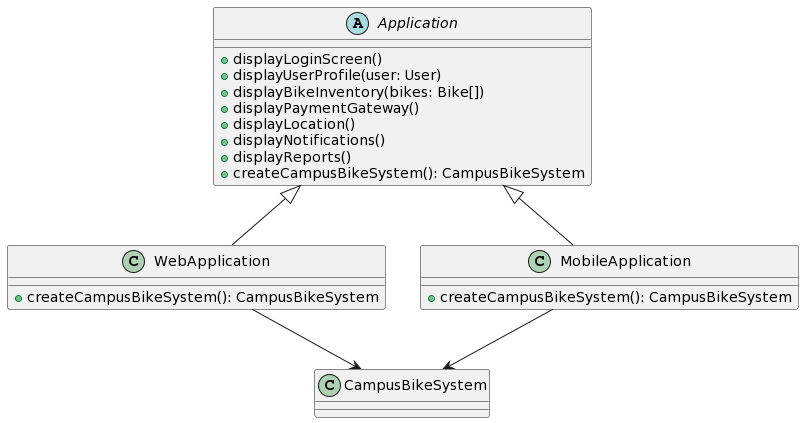 A Application
displayLoginScreen()
displayUserProfile(user: User)
displayBikeInventory(bikes: Bike[])
displayPaymentGateway()
displayLocation()
displayNotifications()
displayReports()
createCampusBikeSystem(): CampusBikeSystem
C WebApplication
createCampusBikeSystem(): CampusBikeSystem
C MobileApplication
createCampusBikeSystem(): CampusBikeSystem
C CampusBikeSystem